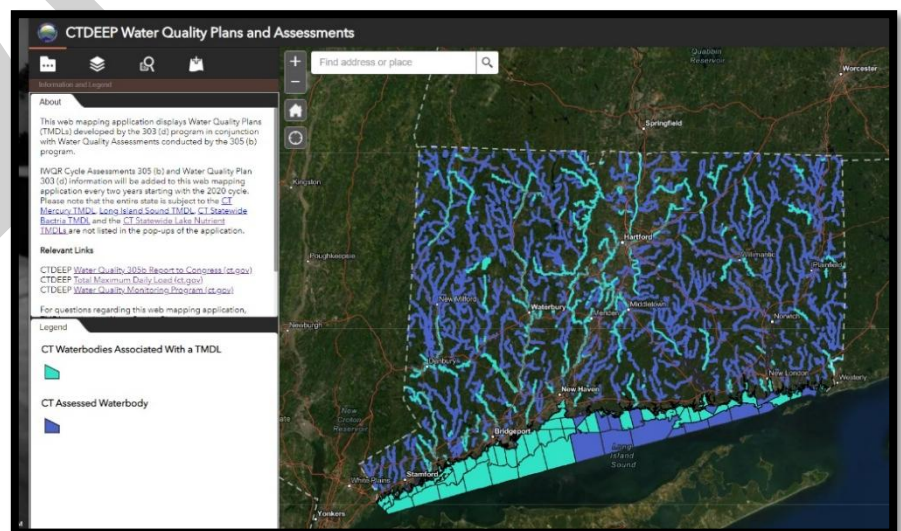 CTDEEP Water Quality Plans and Assessments
Information and Legend
About
This web mapping application displays Water Quality Plans
(TMDLs) developed by the 303 (d) program in conjunction
with Water Quality Assessments conducted by the 305 (b)
program.
IWQR Cycle Assessments 305 (b) and Water Quality Plan
303 (d) information will be added to this web mapping
application every two years starting with the 2020 cycle.
Please note that the entire state is subject to the CT
Mercury TMDL, Long Island Sound TMDL, CT Statewide
Bactria TMDL and the CT Statewide Lake Nutrient
TMDLs are not listed in the pop-ups of the application.
Relevant Links
CTDEEP Water Quality 305b Report to Congress (ct.gov)
CTDEEP Total Maximum Daily Load (ct.gov)
CTDEEP Water Quality Monitoring Program (ct.gov)
For questions regarding this web mapping application,
Legend
CT Waterbodies Associated With a TMDL
CT Assessed Waterbody
Find address or place
Quabbin
Reservoir
Worcester
Springfield
Kingston
Hartford
Willimantic
Plainfield
Poughkeepsie
New Milford
Waterbury
Middletown
Meriden
Norwich
Newburgh
Danbury
New London
Westerly
New Haven
New
Croton
Reservoir
Bridgeport
Long
Island
Sound
Stamford
White Plains
Yonkers